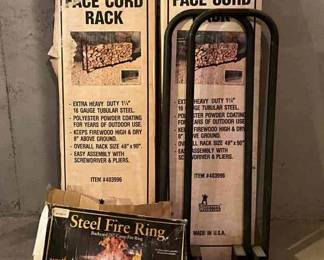 FACE CORD
RACK
- EXTRA HEAVY DUTY 1¼"
16 GAUGE TUBULAR STEEL.
- POLYESTER POWDER COATING
FOR YEARS OF OUTDOOR USE.
- KEEPS FIREWOOD HIGH & DRY
8" ABOVE GROUND.
- OVERALL RACK SIZE 48" x 90".
- EASY ASSEMBLY WITH
SCREWDRIVER & PLIERS.
ITEM #403996
FACE CORD
- EXTRA HEAVY DUTY 1¼"
16 GAUGE TUBULAR STEEL.
POLYESTER POWDER COATING
FOR YEARS OF OUTDOOR USE.
KEEPS FIREWOOD HIGH & DRY
8" ABOVE GROUND.
OVERALL RACK SIZE 48" x 90".
EASY ASSEMBLY WITH
SCREWDRIVER & PLIERS.
ITEM #403996
MADE IN U.S.A.
Steel Fire Ring